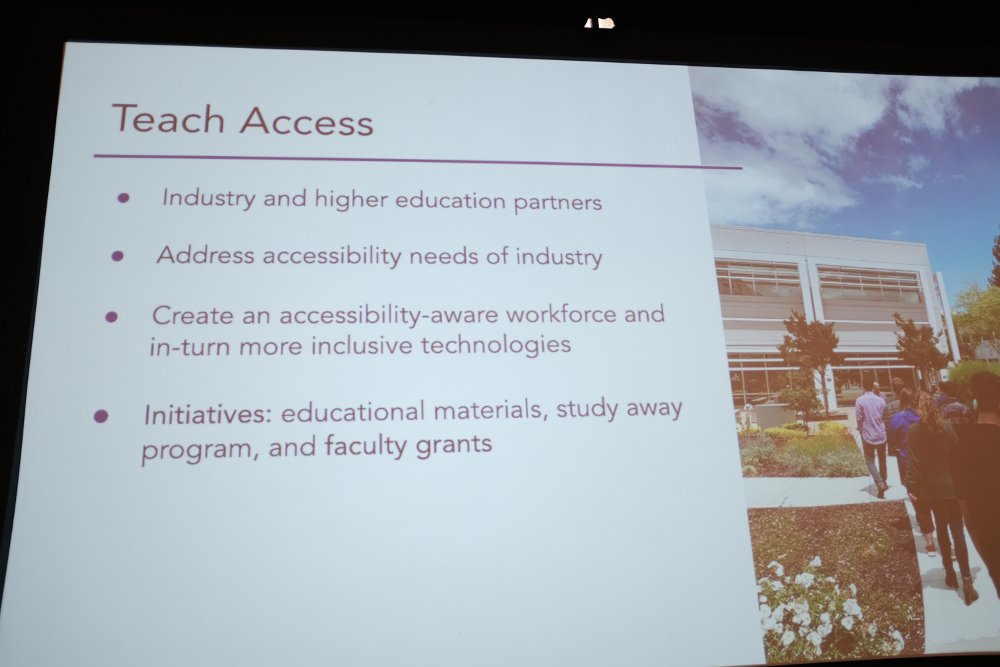 Teach Access
• Industry and higher education partners
• Address accessibility needs of industry
• Create an accessibility-aware workforce and
in-turn more inclusive technologies
• Initiatives: educational materials, study away
program, and faculty grants